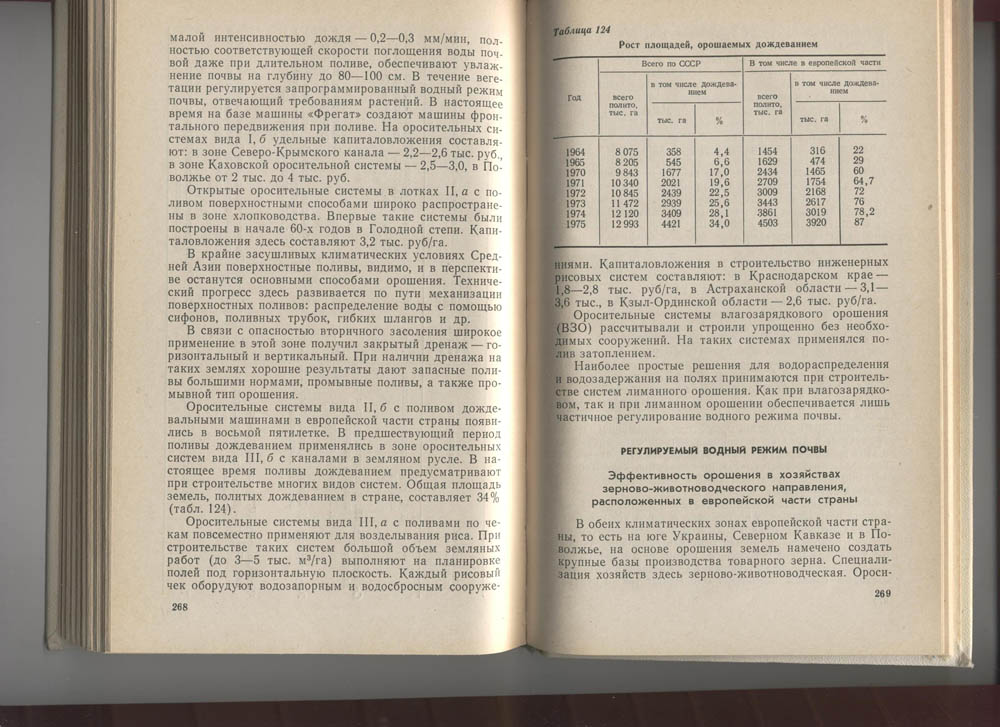 малой интенсивностью дождя — 0,2—0,3 мм/мин, пол-
ностью соответствующей скорости поглощения воды поч-
вой даже при длительном поливе, обеспечивают увлаж-
нение почвы на глубину до 80—100 см. В течение веге-
тации регулируется запрограммированный водный режим
почвы, отвечающий требованиям растений. В настоящее
время на базе машины «Фрегат» создают машины фрон-
тального передвижения при поливе. На оросительных си-
стемах вида I, б удельные капиталовложения составля-
ют: в зоне Северо-Крымского канала — 2,2—2,6 тыс. руб.,
в зоне Каховской оросительной системы — 2,5—3,0, в По-
волжье от 2 тыс. до 4 тыс. руб.
Открытые оросительные системы в лотках II, а с по-
ливом поверхностными способами широко распростране-
ны в зоне хлопководства. Впервые такие системы были
построены в начале 60-х годов в Голодной степи. Капи-
таловложения здесь составляют 3,2 тыс. руб/га.
В крайне засушливых климатических условиях Сред-
ней Азии поверхностные поливы, видимо, и в перспекти-
ве останутся основными способами орошения. Техниче-
ский прогресс здесь развивается по пути механизации
поверхностных поливов: распределение воды с помощью
сифонов, поливных трубок, гибких шлангов и др.
В связи с опасностью вторичного засоления широкое
применение в этой зоне получил закрытый дренаж — го-
ризонтальный и вертикальный. При наличии дренажа на
таких землях хорошие результаты дают запасные поли-
вы большими нормами, промывные поливы, а также про-
мывной тип орошения.
Оросительные системы вида II, б с поливом дожде-
вальными машинами в европейской части страны появи-
лись в восьмой пятилетке. В предшествующий период
поливы дождеванием применялись в зоне оросительных
систем вида III, б с каналами в земляном русле. В на-
стоящее время поливы дождеванием предусматривают
при строительстве многих видов систем. Общая площадь
земель, политых дождеванием в стране, составляет 34%
(табл. 124).
Оросительные системы вида III, а с поливами по че-
кам повсеместно применяют для возделывания риса. При
строительстве таких систем большой объем земляных
работ (до 3—5 тыс. м³/га) выполняют на планировке
полей под горизонтальную плоскость. Каждый рисовый
чек оборудуют водозапорным и водосбросным сооруже-
268
Таблица 124
Рост площадей, орошаемых дождеванием
Год
Всего по СССР
В том числе в европейской части
всего полито, тыс. га
в том числе дождева-
нием
всего полито, тыс. га
в том числе дождева-
нием
тыс. га
%
тыс. га
%
1964 8 075 358 4,4 1454 316 22
1965 8 205 545 6,6 1629 474 29
1970 9 843 1677 17,0 2434 1465 60
1971 10 340 2021 19,6 2709 1754 64,7
1972 10 845 2439 22,5 3009 2168 72
1973 11 472 2939 25,6 3443 2617 76
1974 12 120 3409 28,1 3861 3019 78,2
1975 12 993 4421 34,0 4503 3920 87
ниями. Капиталовложения в строительство инженерных
рисовых систем составляют: в Краснодарском крае —
1,8—2,8 тыс. руб/га, в Астраханской области — 3,1—
3,6 тыс., в Кзыл-Ординской области — 2,6 тыс. руб/га.
Оросительные системы влагозарядкового орошения
(ВЗО) рассчитывали и строили упрощенно без необхо-
димых сооружений. На таких системах применялся по-
лив затоплением.
Наиболее простые решения для водораспределения
и водозадержания на полях принимаются при строитель-
стве систем лиманного орошения. Как при влагозарядко-
вом, так и при лиманном орошении обеспечивается лишь
частичное регулирование водного режима почвы.
РЕГУЛИРУЕМЫЙ ВОДНЫЙ РЕЖИМ ПОЧВЫ
Эффективность орошения в хозяйствах
зерново-животноводческого направления,
расположенных в европейской части страны
В обеих климатических зонах европейской части стра-
ны, то есть на юге Украины, Северном Кавказе и в По-
волжье, на основе орошения земель намечено создать
крупные базы производства товарного зерна. Специали-
зация хозяйств здесь зерново-животноводческая. Ороси-
269